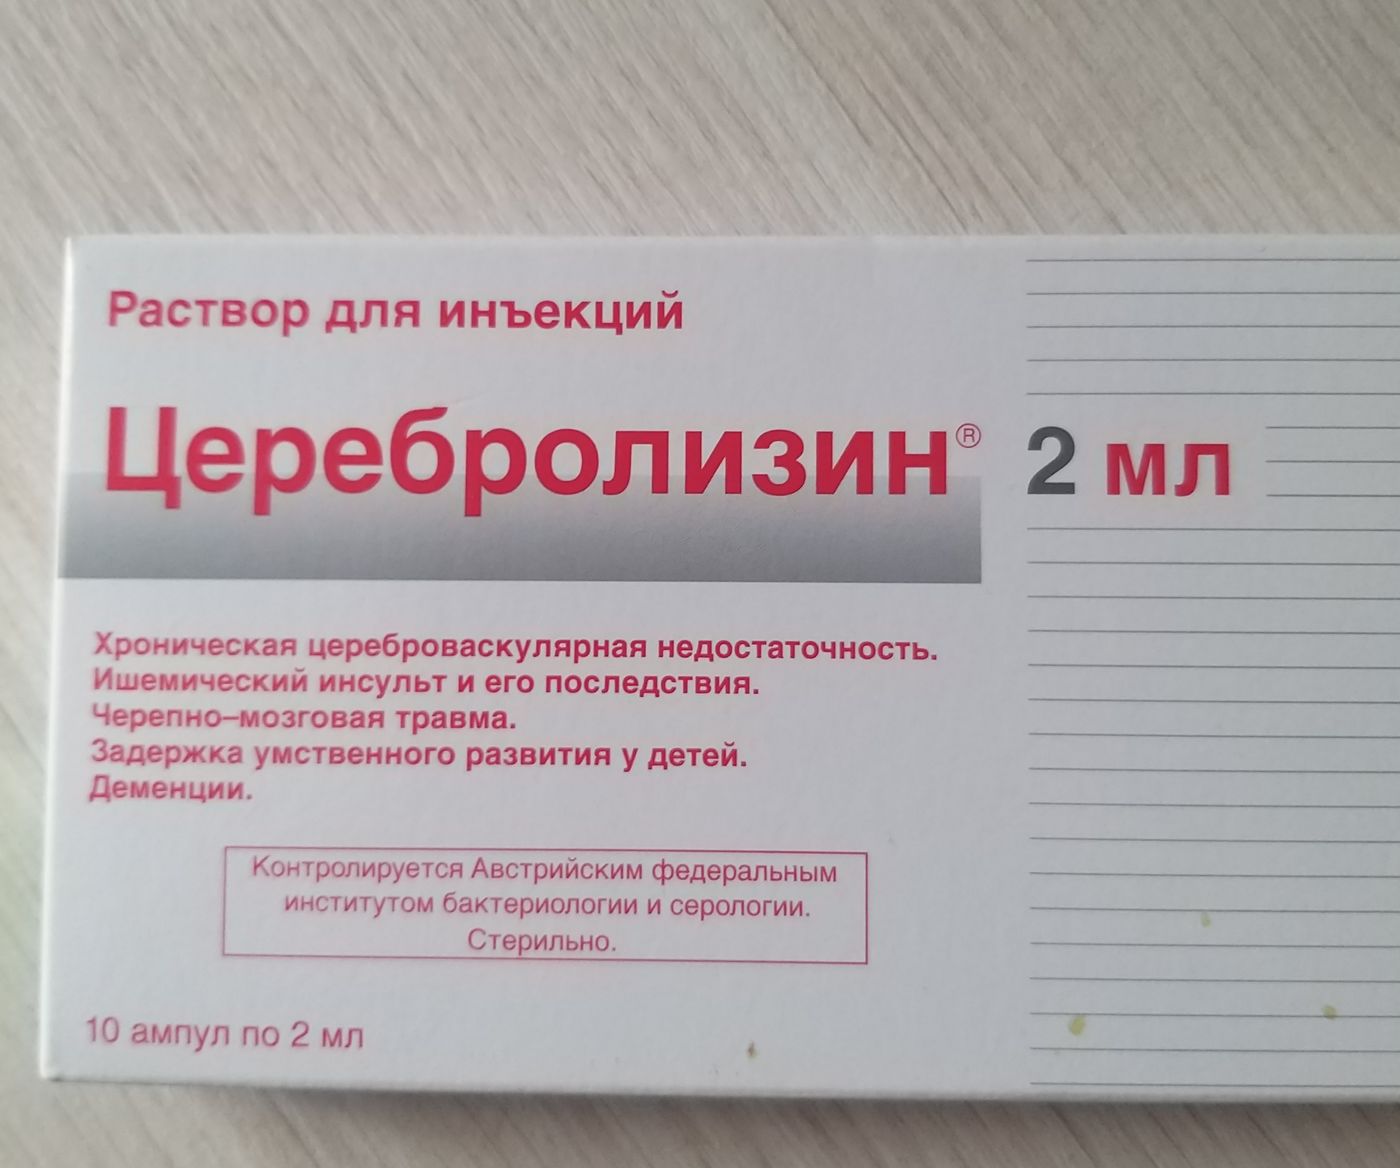 Раствор для инъекций
Церебролизин® 2 мл
Хроническая цереброваскулярная недостаточность.
Ишемический инсульт и его последствия.
Черепно–мозговая травма.
Задержка умственного развития у детей.
Деменции.
Контролируется Австрийским федеральным
институтом бактериологии и серологии.
Стерильно.
10 ампул по 2 мл